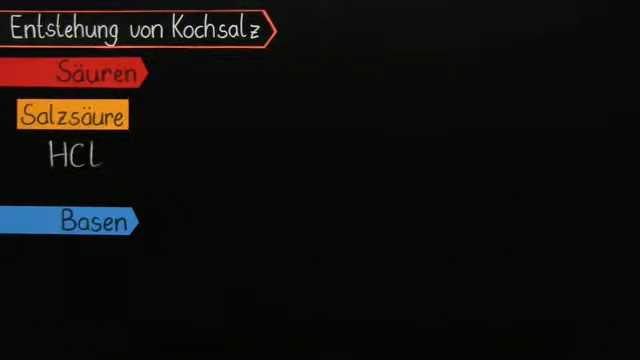 Entstehung von Kochsalz
Säuren
Salzsäure
HCL
Basen